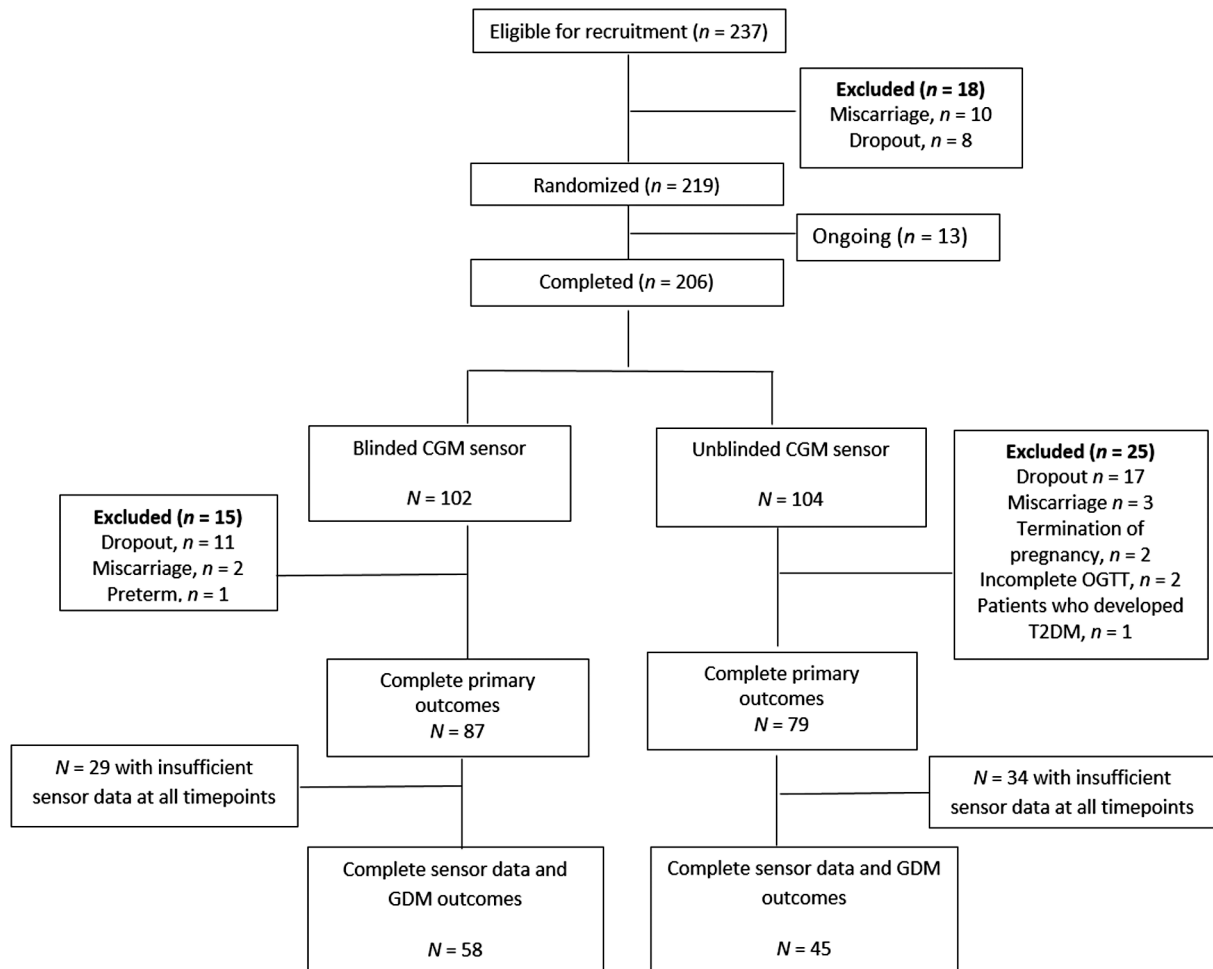 Eligible for recruitment (n = 237)
Excluded (n = 18)
Miscarriage, n = 10
Dropout, n = 8
Randomized (n = 219)
Ongoing (n = 13)
Completed (n = 206)
Blinded CGM sensor
N = 102
Unblinded CGM sensor
N = 104
Excluded (n = 15)
Dropout, n = 11
Miscarriage, n = 2
Preterm, n = 1
Excluded (n = 25)
Dropout n = 17
Miscarriage n = 3
Termination of
pregnancy, n = 2
Incomplete OGTT, n = 2
Patients who developed
T2DM, n = 1
Complete primary
outcomes
N = 87
Complete primary
outcomes
N = 79
N = 29 with insufficient
sensor data at all timepoints
N = 34 with insufficient
sensor data at all timepoints
Complete sensor data and
GDM outcomes
N = 58
Complete sensor data and GDM
outcomes
N = 45